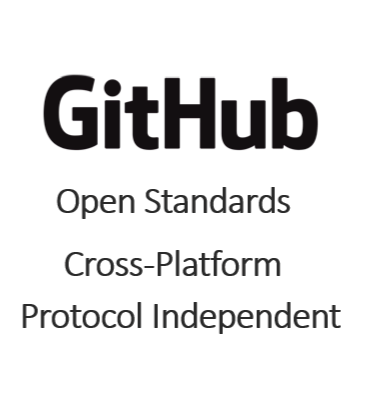 GitHub
Open Standards
Cross-Platform
Protocol Independent